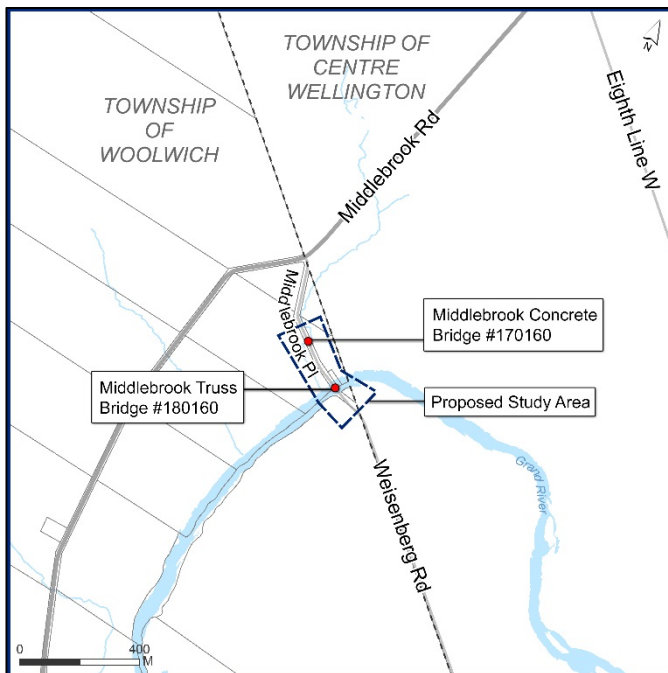 TOWNSHIP OF
CENTRE
WELLINGTON
N
TOWNSHIP
OF
WOOLWICH
Middlebrook Rd
Eighth Line W
Middlebrook Pl
Middlebrook Concrete
Bridge #170160
Middlebrook Truss
Bridge #180160
Proposed Study Area
Weisenberg Rd
Grand River
0 400
M